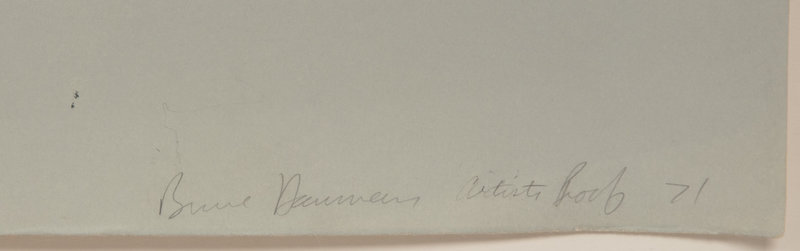 Bruce Nauman Artists Proof 71